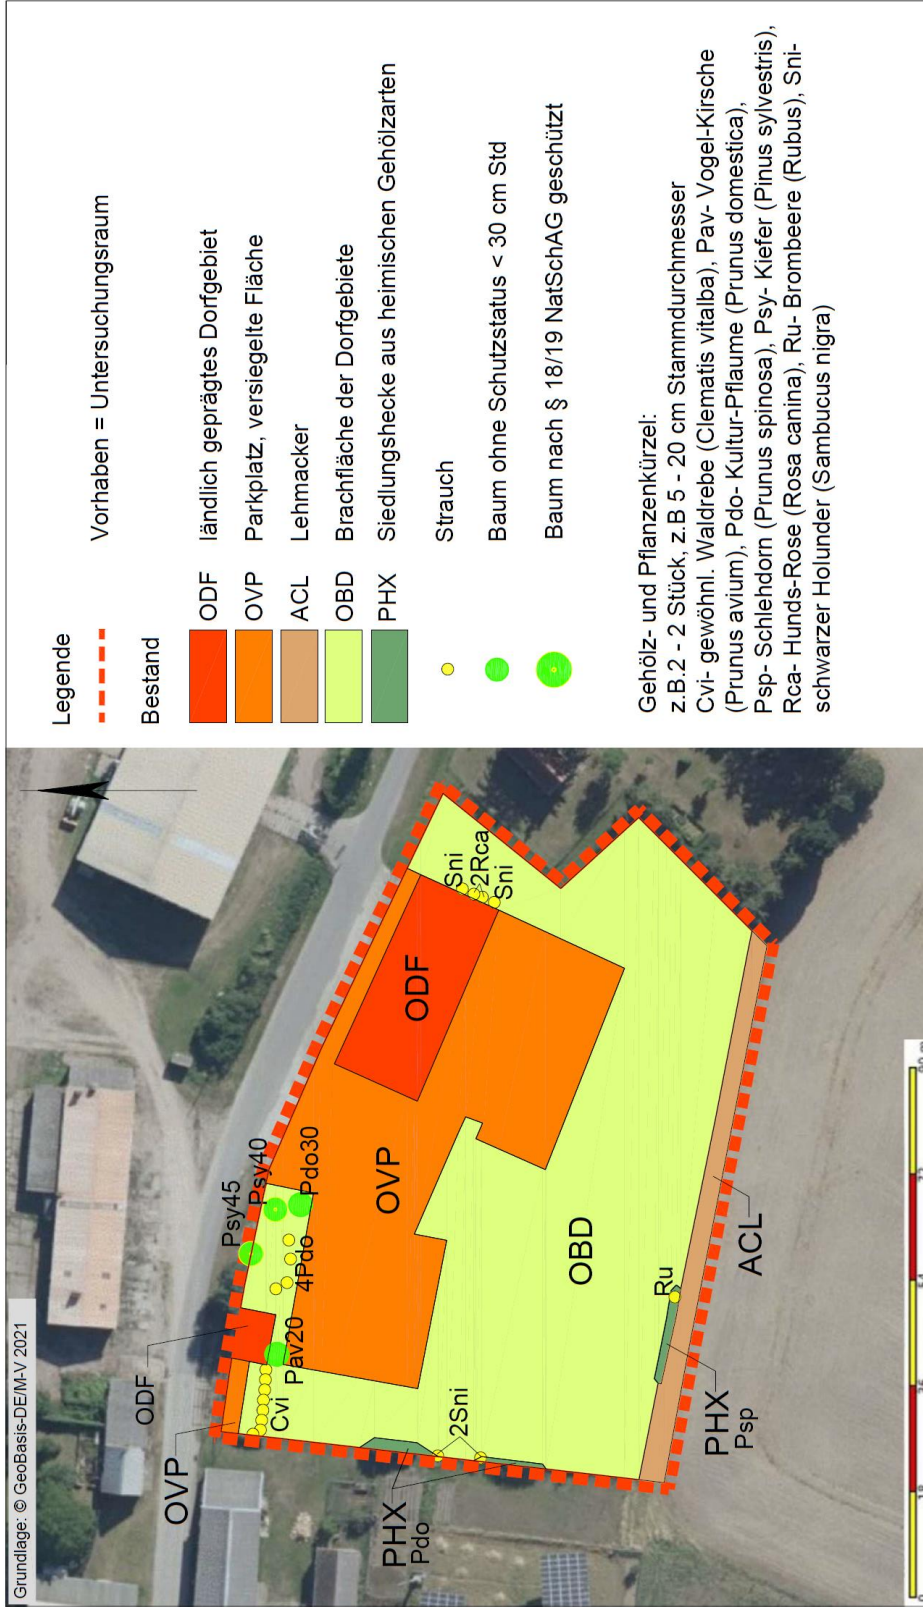 Grundlage: © GeoBasis-DE/M-V 2021
OVP
ODF
Cvi
Pav20
4Pdo
Psy45
Psy40
Pdo30
OVP
ODF
Sni
2Rca
Sni
PHX
Pdo
2Sni
OBD
Ru
PHX
Psp
ACL
Legende
Vorhaben = Untersuchungsraum
Bestand
ODF ländlich geprägtes Dorfgebiet
OVP Parkplatz, versiegelte Fläche
ACL Lehmacker
OBD Brachfläche der Dorfgebiete
PHX Siedlungshecke aus heimischen Gehölzarten
Strauch
Baum ohne Schutzstatus < 30 cm Std
Baum nach § 18/19 NatSchAG geschützt
Gehölz- und Pflanzenkürzel:
z.B.2 - 2 Stück, z.B 5 - 20 cm Stammdurchmesser
Cvi- gewöhnl. Waldrebe (Clematis vitalba), Pav- Vogel-Kirsche
(Prunus avium), Pdo- Kultur-Pflaume (Prunus domestica),
Psp- Schlehdorn (Prunus spinosa), Psy- Kiefer (Pinus sylvestris),
Rca- Hunds-Rose (Rosa canina), Ru- Brombeere (Rubus), Sni-
schwarzer Holunder (Sambucus nigra)